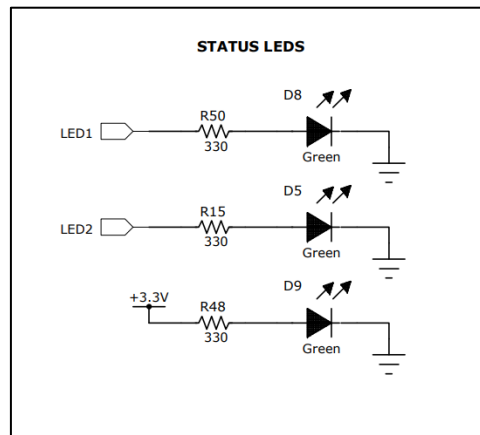 STATUS LEDS
D8
R50
LED1
330
Green
D5
R15
LED2
330
Green
D9
+3.3V
R48
330
Green